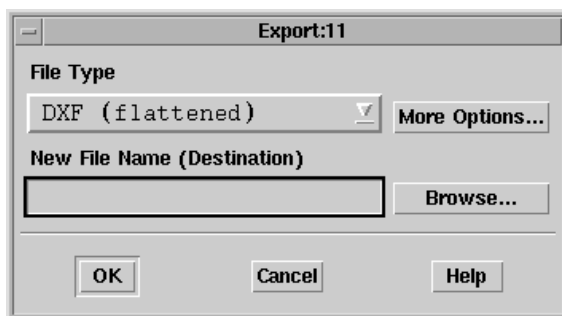 Export:11
File Type
DXF (flattened)
More Options...
New File Name (Destination)
Browse...
OK
Cancel
Help